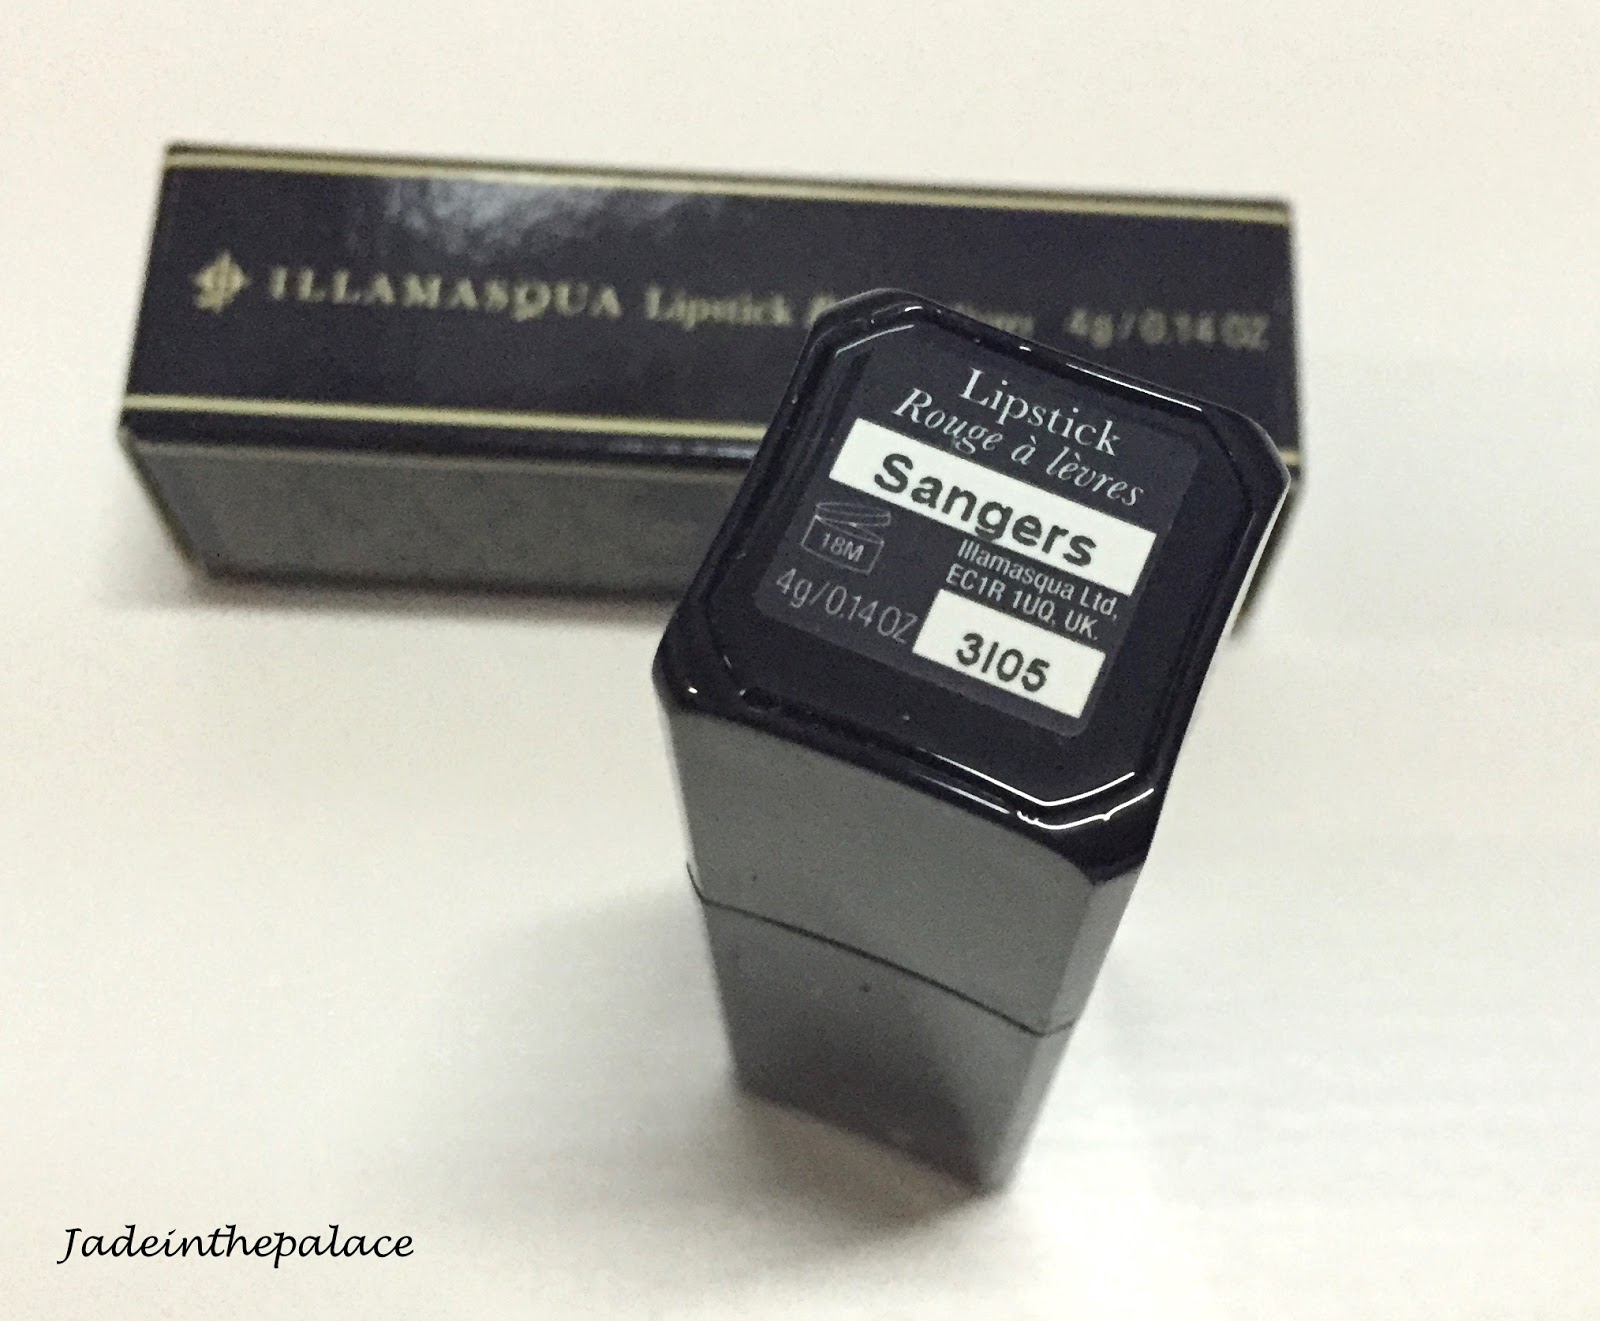 ILLAMASQUA Lipstick 4g / 0.14 OZ
Lipstick
Rouge à lèvres
Sangers
18M
Illamasqua Ltd,
EC1R 1UQ, UK.
4g/0.14 OZ
3105
Jadeinthepalace